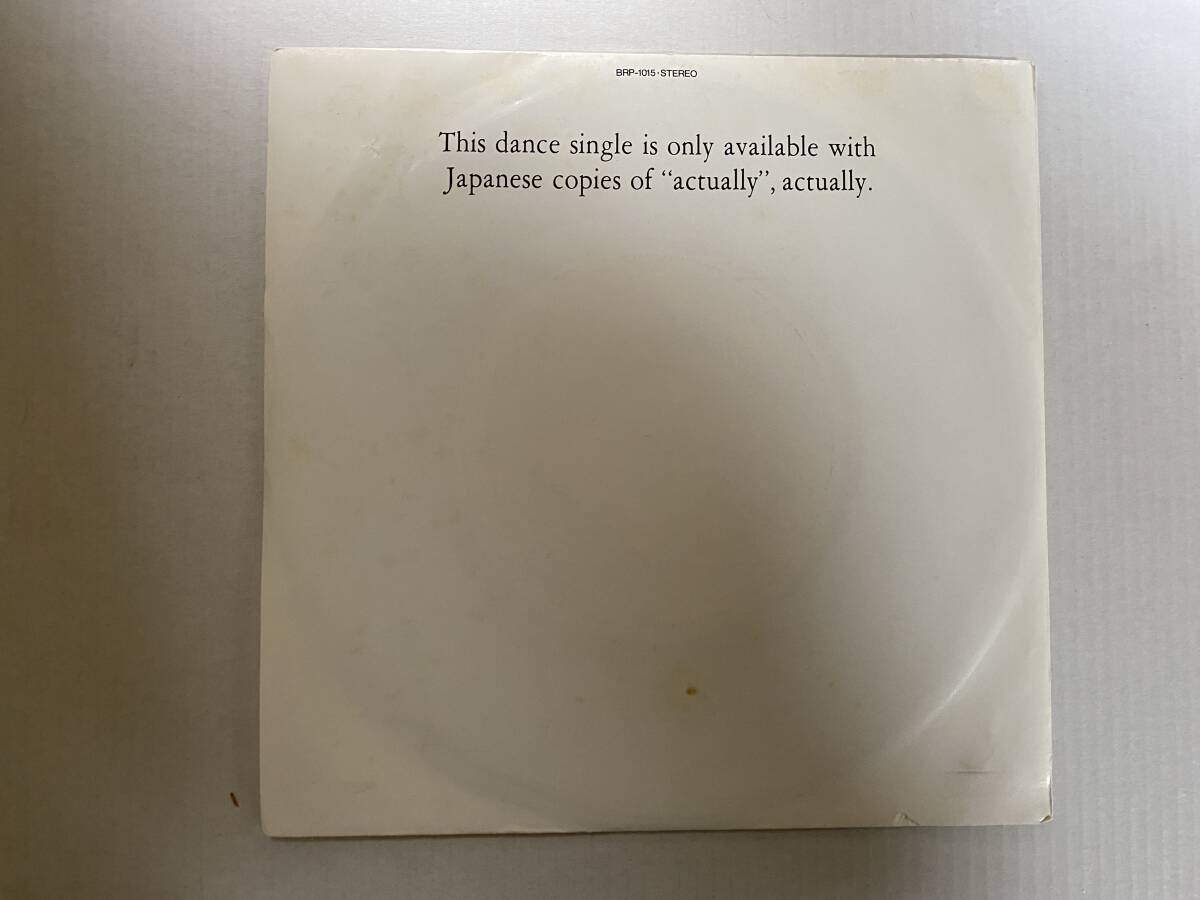 BRP-1015・STEREO
This dance single is only available with
Japanese copies of “actually”, actually.